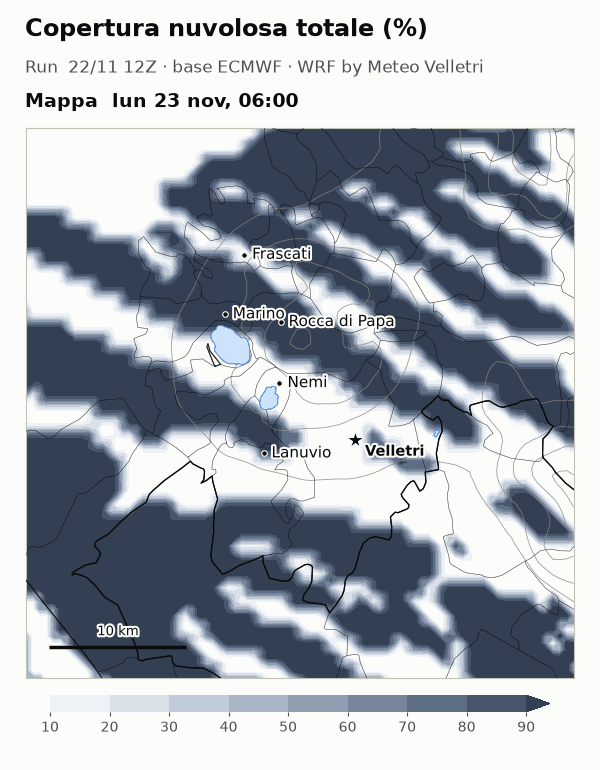 Copertura nuvolosa totale (%)
Run 22/11 12Z · base ECMWF · WRF by Meteo Velletri
Mappa lun 23 nov, 06:00
Frascati
Marino
Rocca di Papa
Nemi
Velletri
Lanuvio
10 km
10 20 30 40 50 60 70 80 90